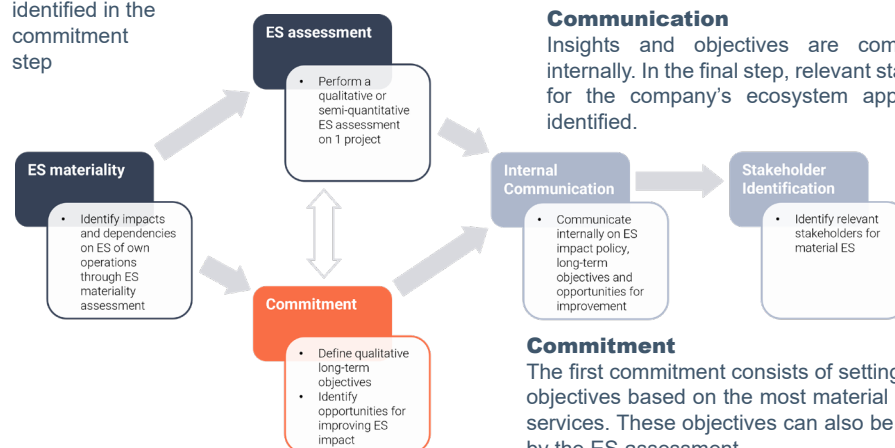 identified in the
commitment
step
ES assessment
• Perform a
qualitative or
semi-quantitative
ES assessment
on 1 project
Communication
Insights and objectives are
internally. In the final step, relevant
for the company's ecosystem
identified.
ES materiality
• Identify impacts
and dependencies
on ES of own
operations
through ES
materiality
assessment
Internal
Communication
• Communicate
internally on ES
impact policy,
long-term
objectives and
opportunities for
improvement
Stakeholder
Identification
• Identify relevant
stakeholders for
material ES
Commitment
• Define qualitative
long-term
objectives
• Identify
opportunities for
improving ES
impact
Commitment
The first commitment consists of setting
objectives based on the most material
services. These objectives can also be
by the ES assessment